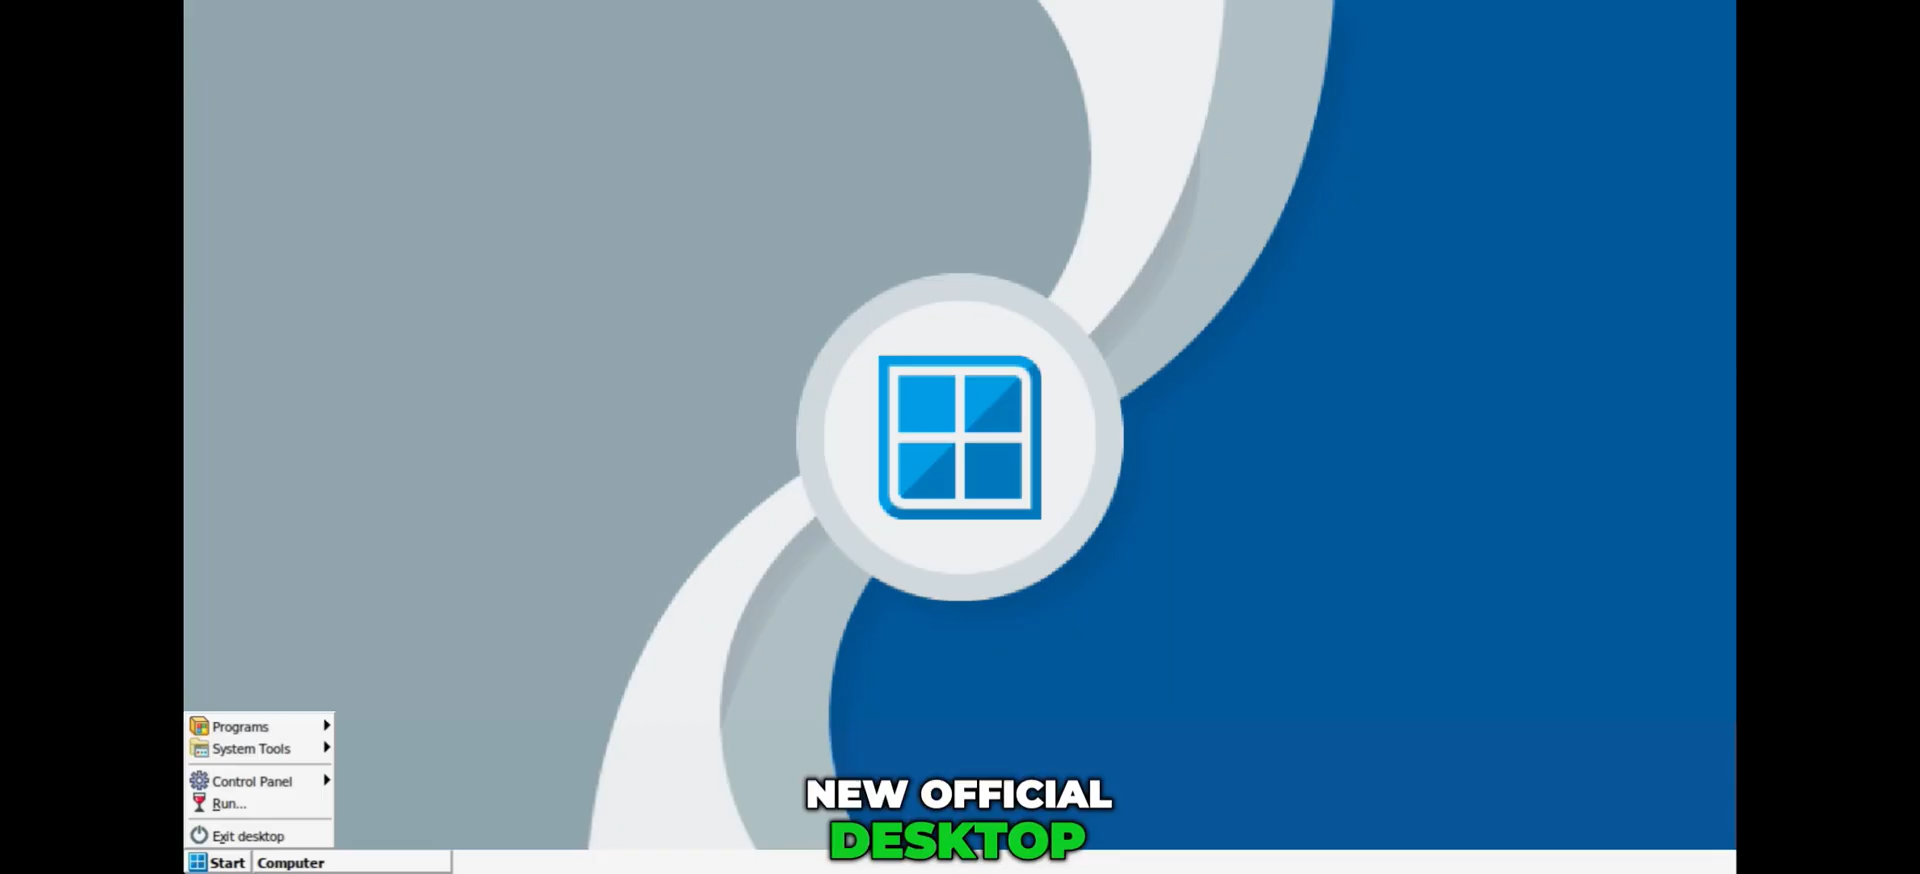 Programs
System Tools
Control Panel
Run...
Exit desktop
Start
Computer
NEW OFFICIAL
DESKTOP